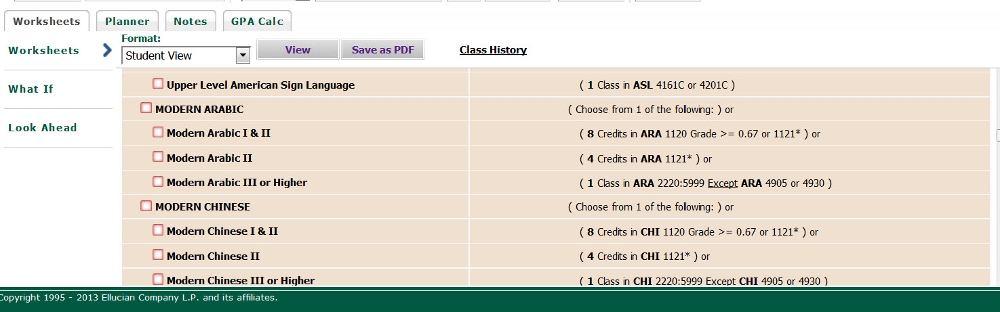 Worksheets Planner Notes GPA Calc
Format:
Worksheets
Student View View Save as PDF Class History
What If
Look Ahead
Upper Level American Sign Language ( 1 Class in ASL 4161C or 4201C )
MODERN ARABIC ( Choose from 1 of the following: ) or
Modern Arabic I & II ( 8 Credits in ARA 1120 Grade >= 0.67 or 1121* ) or
Modern Arabic II ( 4 Credits in ARA 1121* ) or
Modern Arabic III or Higher ( 1 Class in ARA 2220:5999 Except ARA 4905 or 4930 )
MODERN CHINESE ( Choose from 1 of the following: ) or
Modern Chinese I & II ( 8 Credits in CHI 1120 Grade >= 0.67 or 1121* ) or
Modern Chinese II ( 4 Credits in CHI 1121* ) or
Modern Chinese III or Higher ( 1 Class in CHI 2220:5999 Except CHI 4905 or 4930 )
Copyright 1995 - 2013 Ellucian Company L.P. and its affiliates.